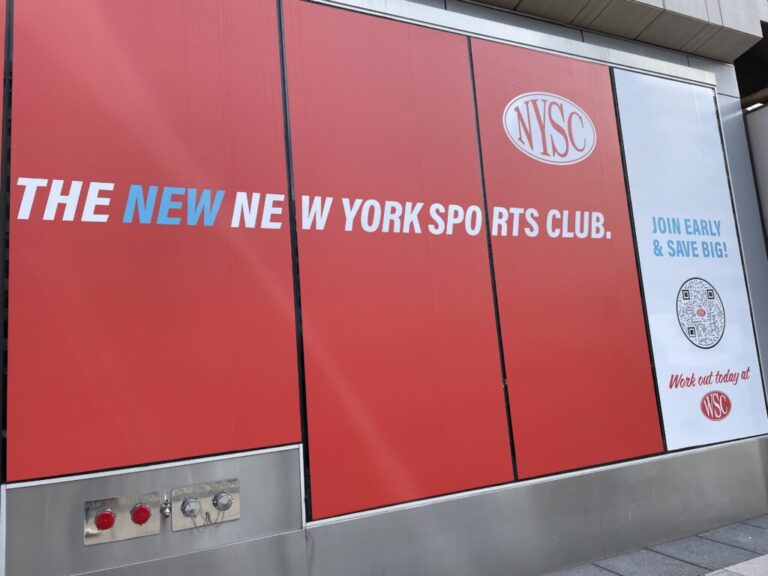 NYSC
THE NEW NEW YORK SPORTS CLUB.
JOIN EARLY
& SAVE BIG!
Work out today at
WSC